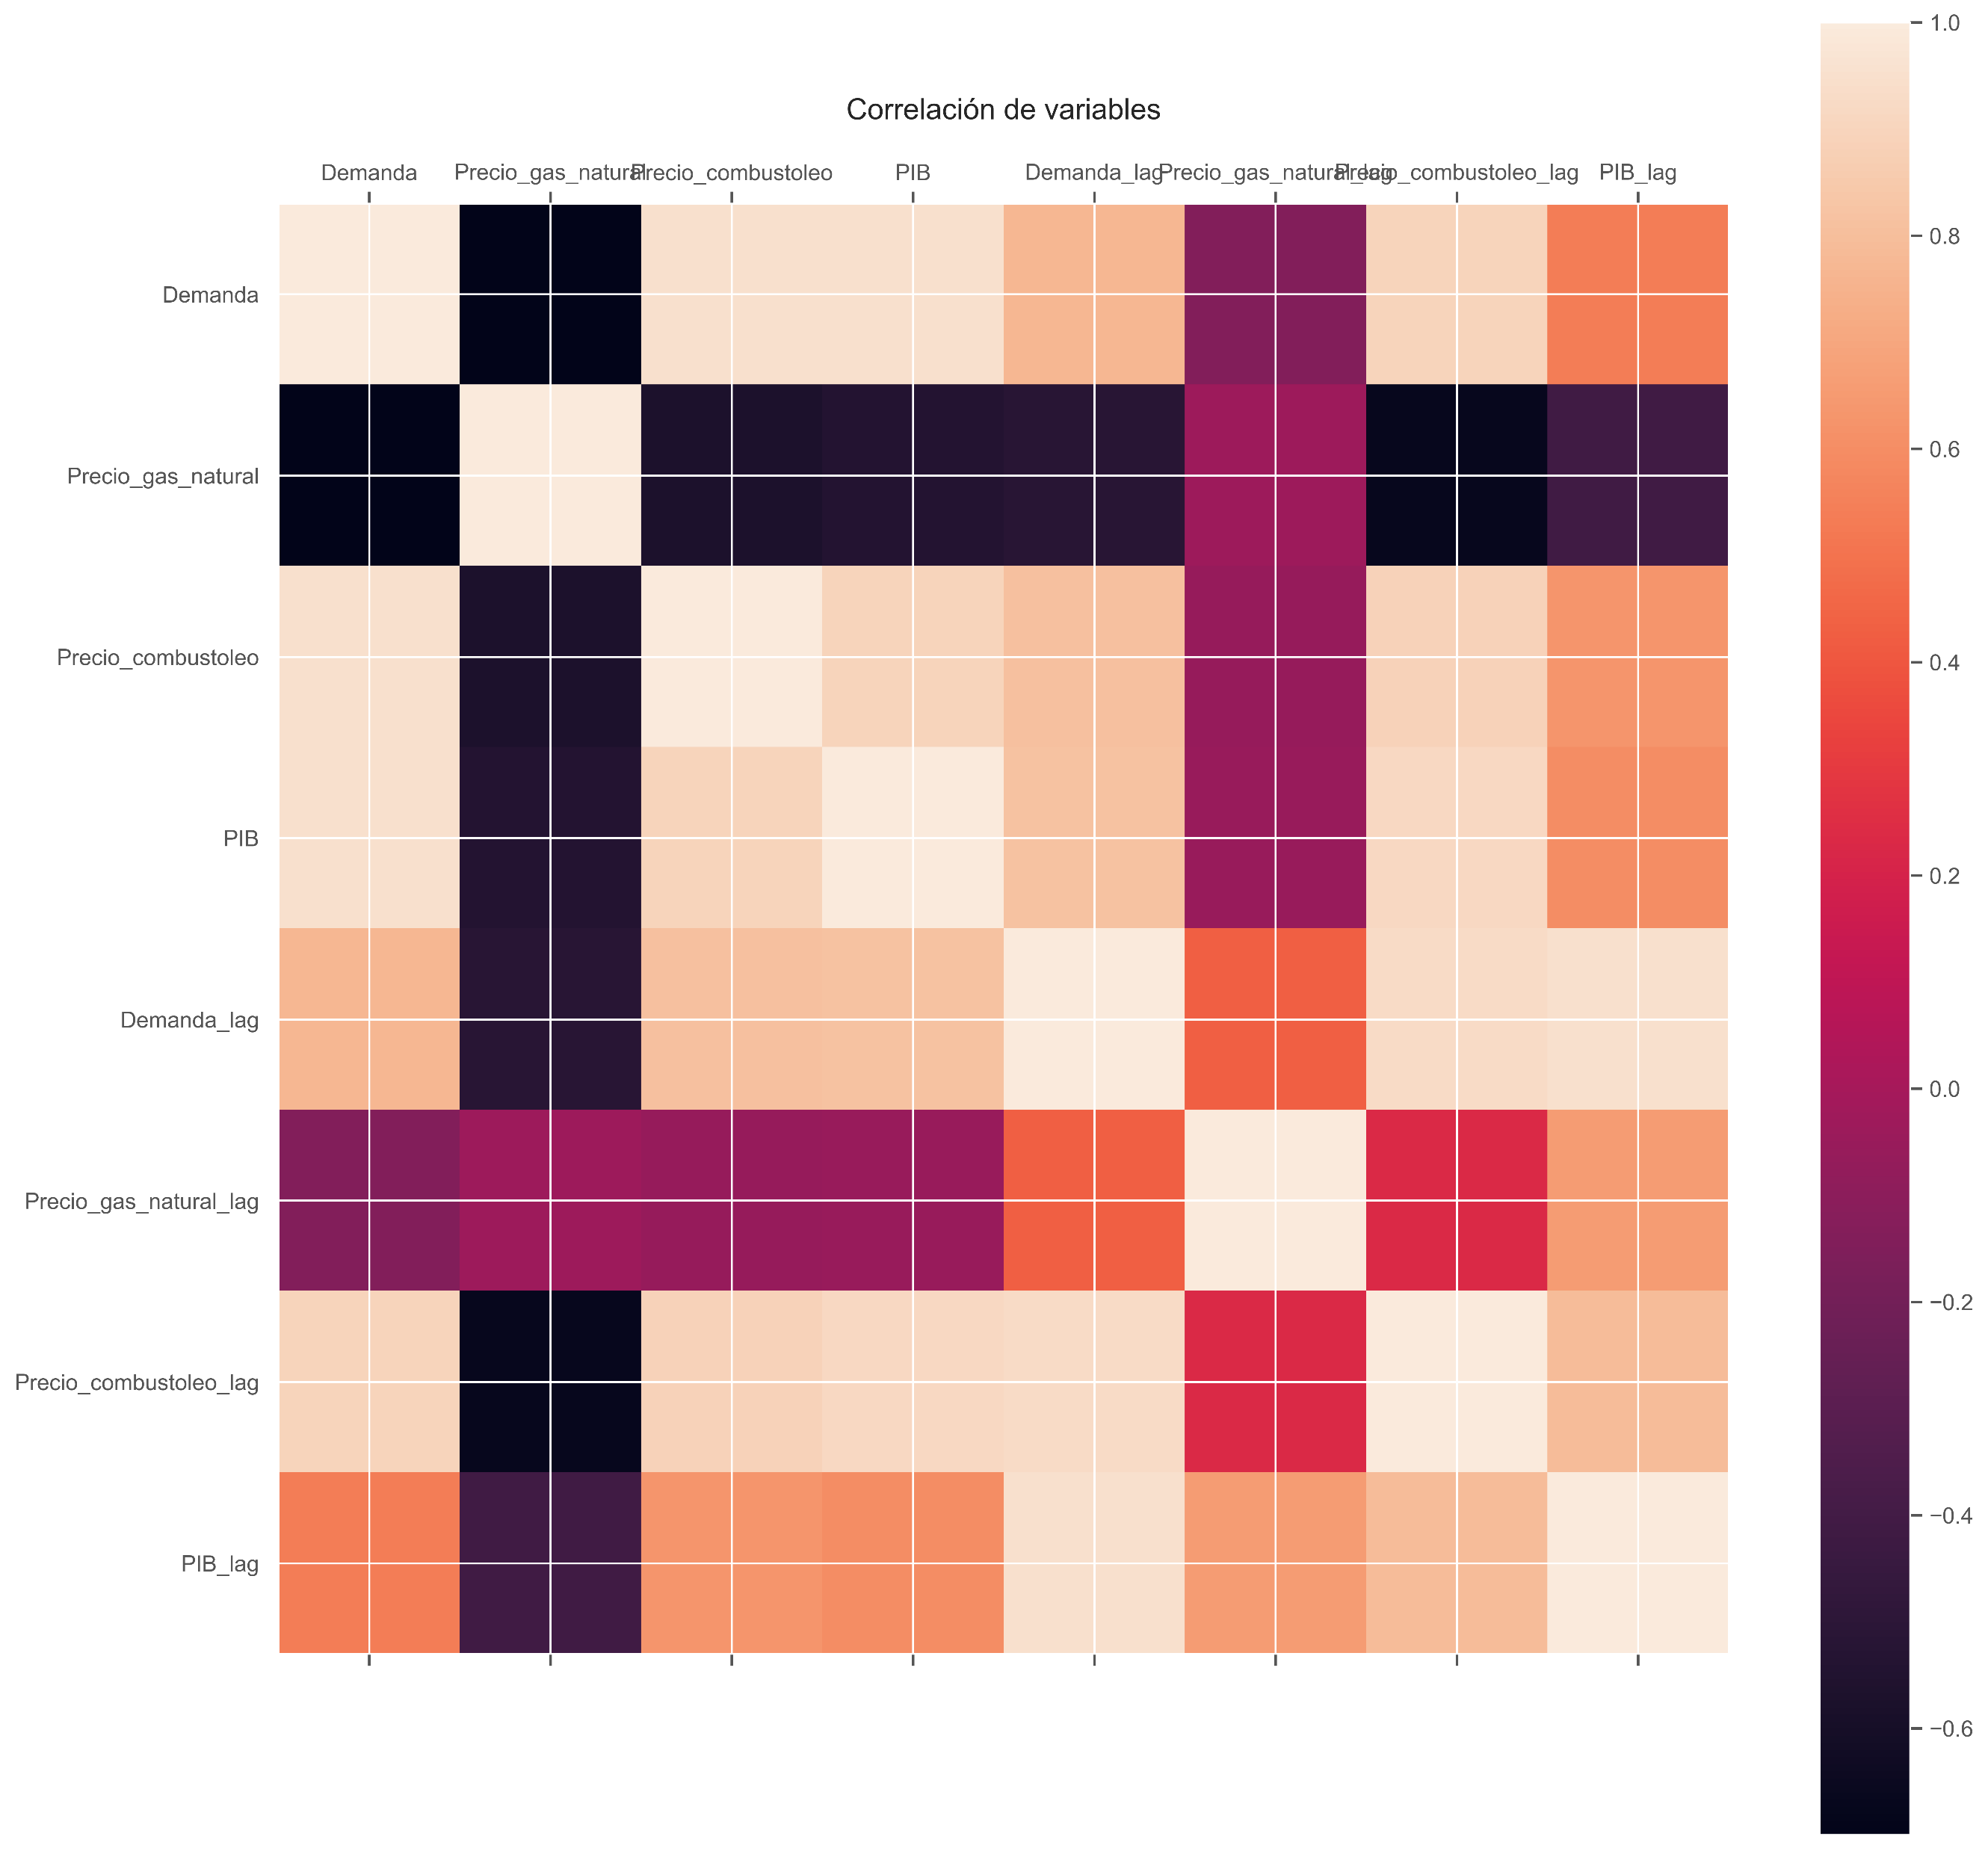 Correlación de variables
Demanda Precio_gas_natural Precio_combustoleo PIB Demanda_lag Precio_gas_natural_lag Precio_combustoleo_lag PIB_lag
Demanda
Precio_gas_natural
Precio_combustoleo
PIB
Demanda_lag
Precio_gas_natural_lag
Precio_combustoleo_lag
PIB_lag
1.0
0.8
0.6
0.4
0.2
0.0
−0.2
−0.4
−0.6